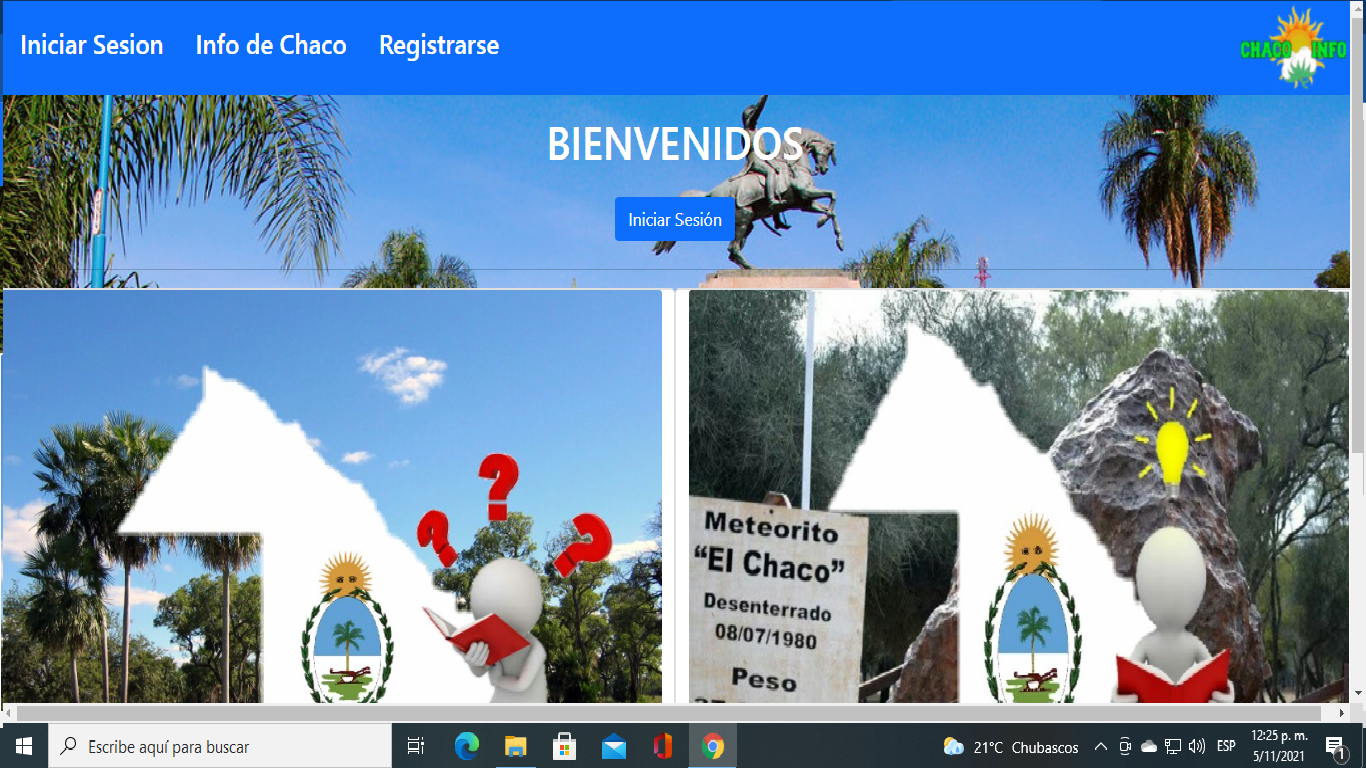 Iniciar Sesion Info de Chaco Registrarse
CHACO INFO
BIENVENIDOS
Iniciar Sesión
? ? ?
Meteorito
“El Chaco”
Desenterrado
08/07/1980
Peso
Escribe aquí para buscar
21°C Chubascos
ESP
12:25 p. m.
5/11/2021
1